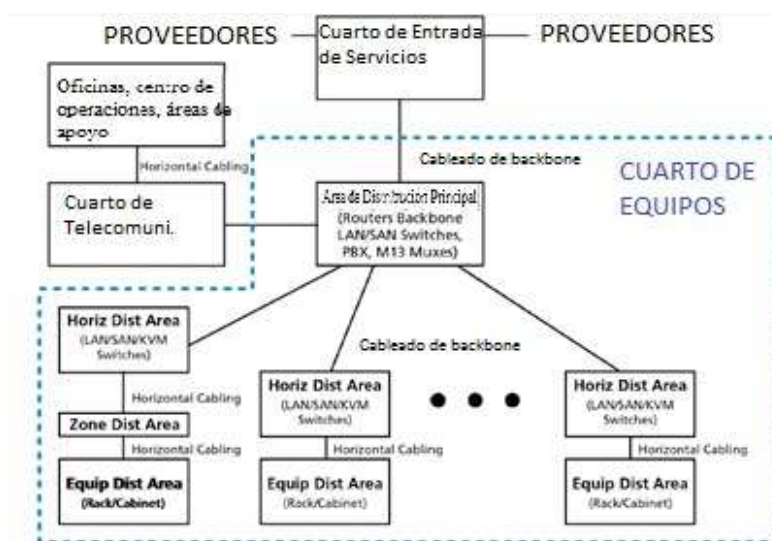 PROVEEDORES
Cuarto de Entrada
de Servicios
PROVEEDORES
Oficinas, centro de
operaciones, áreas de
apoyo
Horizontal Cabling
Cableado de backbone
CUARTO DE
EQUIPOS
Cuarto de
Telecomuni.
Area de Distribucion Principal
(Routers Backbone
LAN/SAN Switches,
PBX, M13 Muxes)
Horiz Dist Area
(LAN/SAN/KVM
Switches)
Cableado de backbone
Horizontal Cabling
Zone Dist Area
Horizontal Cabling
Equip Dist Area
(Rack/Cabinet)
Horiz Dist Area
(LAN/SAN/KVM
Switches)
Horizontal Cabling
Equip Dist Area
(Rack/Cabinet)
Horiz Dist Area
(LAN/SAN/KVM
Switches)
Horizontal Cabling
Equip Dist Area
(Rack/Cabinet)